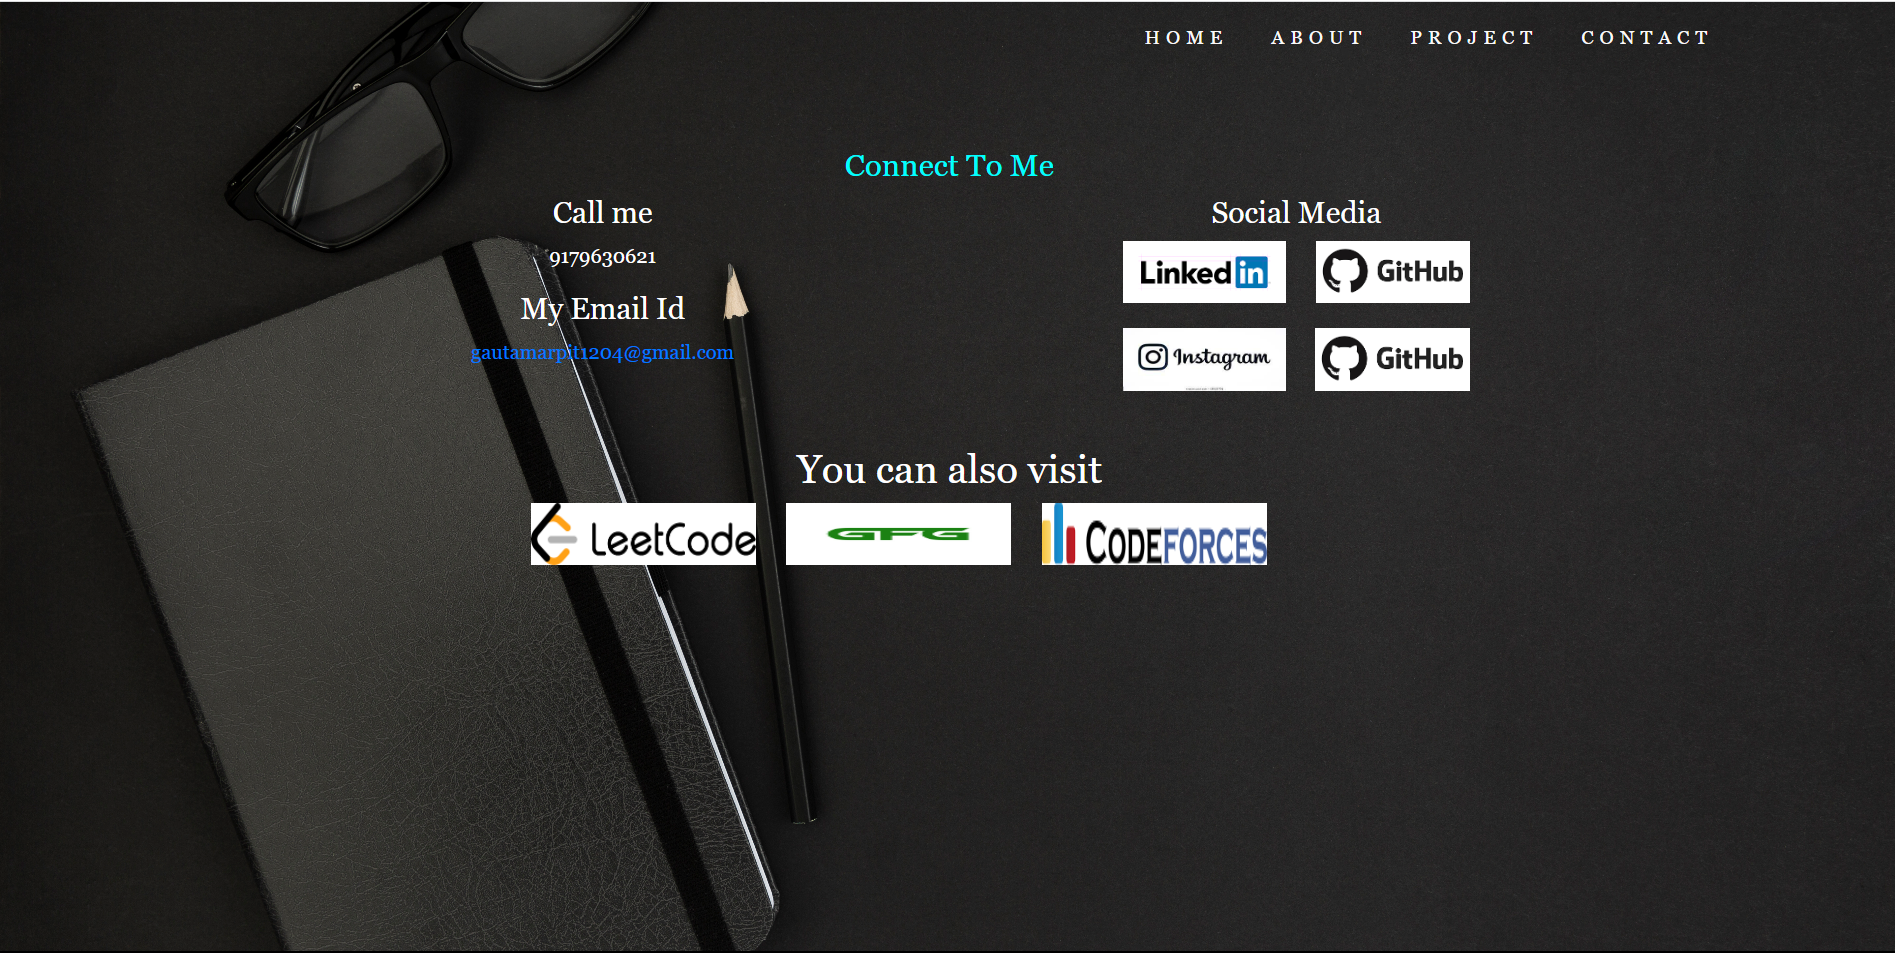 HOME ABOUT PROJECT CONTACT
Connect To Me
Call me
9179630621
My Email Id
gautamarpit1204@gmail.com
Social Media
Linked in
GitHub
Instagram
GitHub
You can also visit
LeetCode
GFG
CODEFORCES